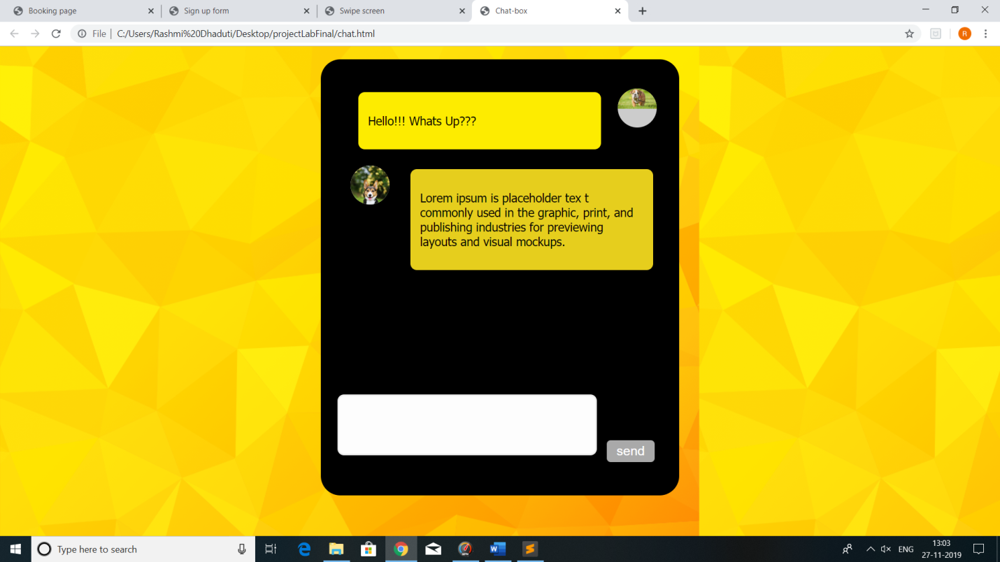 Booking page
Sign up form
Swipe screen
Chat-box
File
C:/Users/Rashmi%20Dhaduti/Desktop/projectLabFinal/chat.html
R
Hello!!! Whats Up???
Lorem ipsum is placeholder tex t
commonly used in the graphic, print, and
publishing industries for previewing
layouts and visual mockups.
send
Type here to search
ENG
13:03
27-11-2019